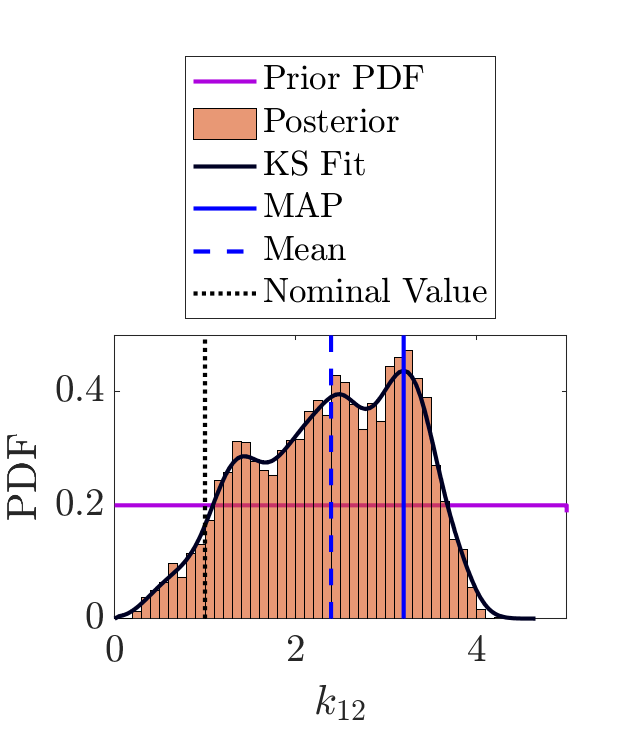 Prior PDF
Posterior
KS Fit
MAP
Mean
Nominal Value
PDF
0.4
0.2
0
0 2 4
k₁₂